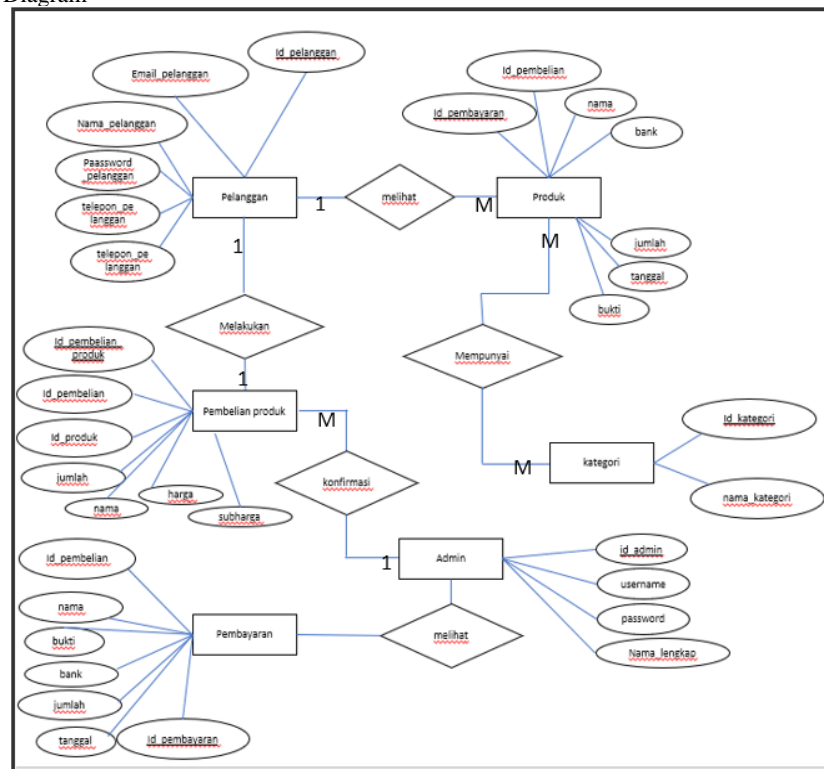 Diagram
Id_pelanggan
Email_pelanggan
Nama_pelanggan
Paassword
_pelanggan
telepon_pe
langgan
telepon_pe
langgan
Pelanggan
1
melihat
M
Produk
Id_pembelian
Id_pembayaran
nama
bank
jumlah
tanggal
bukti
1
Melakukan
1
M
Mempunyai
M
kategori
Id_kategori
nama_kategori
Id_pembelian_
produk
Id_pembelian
Id_produk
jumlah
nama
harga
subharga
Pembelian produk
M
konfirmasi
1
Admin
id_admin
username
password
Nama_lengkap
melihat
Pembayaran
Id_pembelian
nama
bukti
bank
jumlah
tanggal
Id_pembayaran